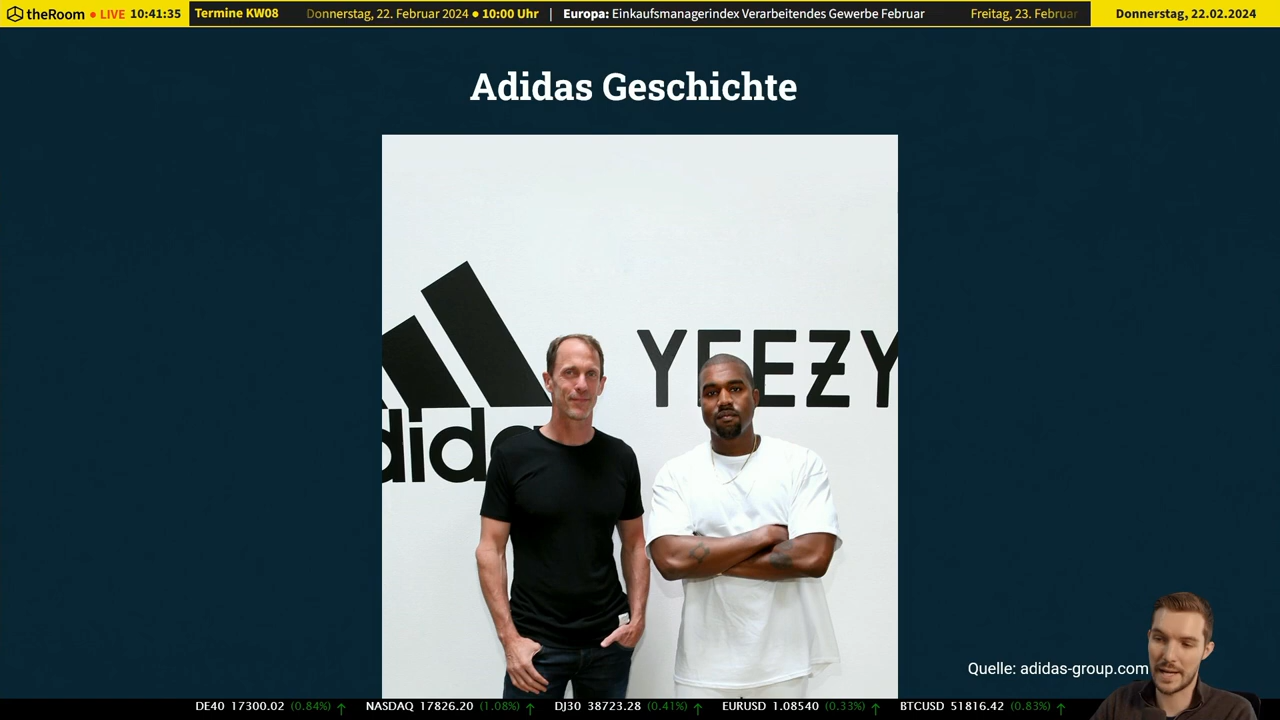 theRoom ● LIVE 10:41:35 Termine KW08 Donnerstag, 22. Februar 2024 ● 10:00 Uhr | Europa: Einkaufsmanagerindex Verarbeitendes Gewerbe Februar Freitag, 23. Februar Donnerstag, 22.02.2024
Adidas Geschichte
YEEZY
adidas
Quelle: adidas-group.com
DE40 17300.02 (0.84%) ↑ NASDAQ 17826.20 (1.08%) ↑ DJ30 38723.28 (0.41%) ↑ EURUSD 1.08540 (0.33%) ↑ BTCUSD 51816.42 (0.83%) ↑